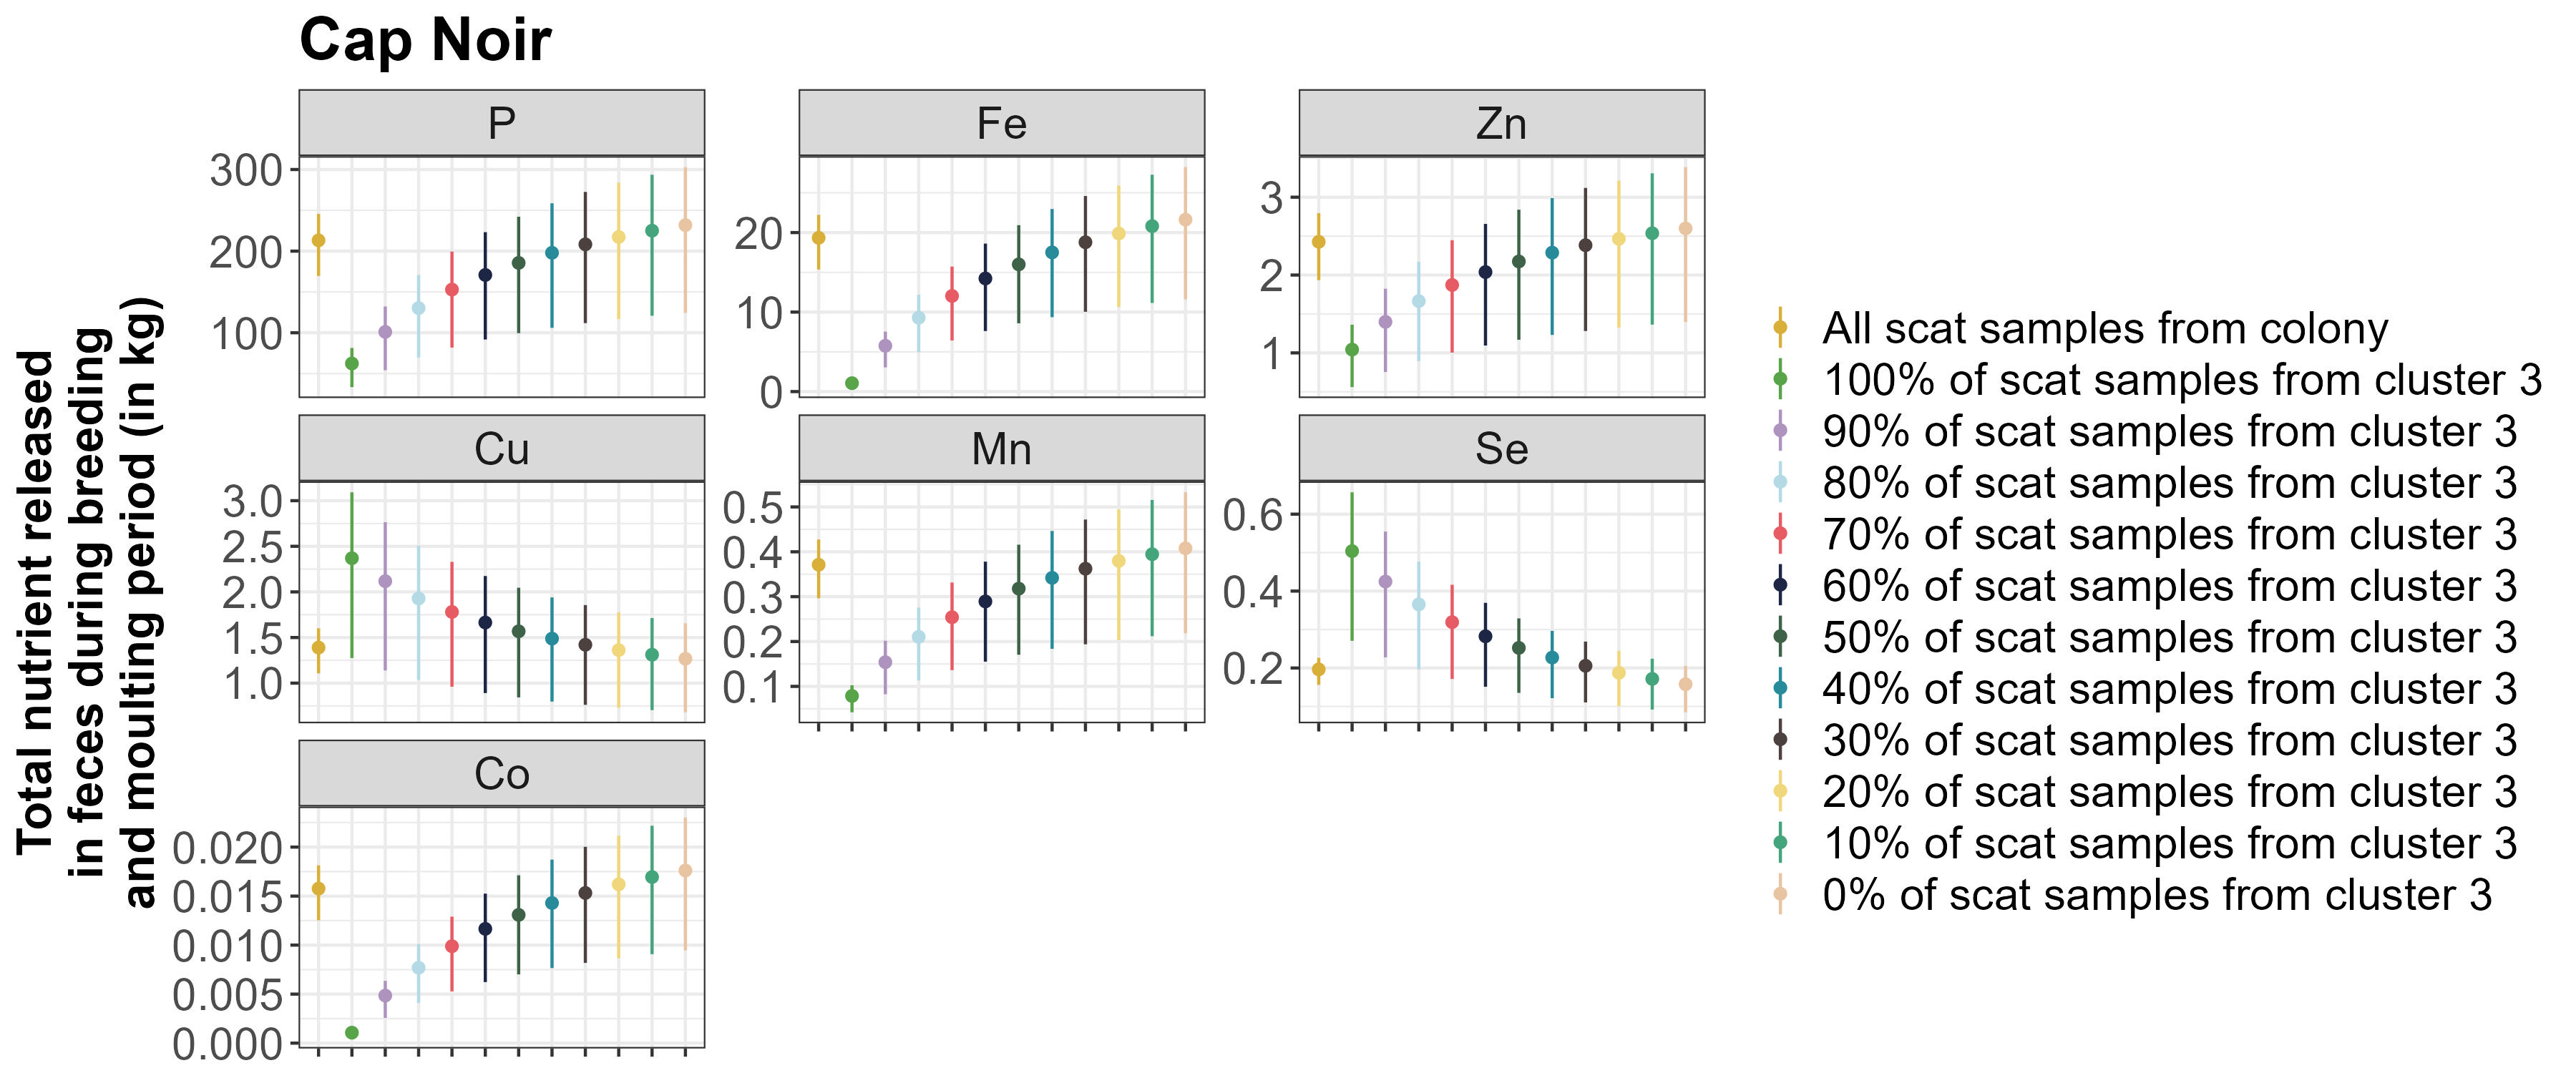 Cap Noir
Total nutrient released
in feces during breeding
and moulting period (in kg)
P
300
200
100
Fe
20
10
0
Zn
3
2
1
Cu
3.0
2.5
2.0
1.5
1.0
Mn
0.5
0.4
0.3
0.2
0.1
Se
0.6
0.4
0.2
Co
0.020
0.015
0.010
0.005
0.000
All scat samples from colony
100% of scat samples from cluster 3
90% of scat samples from cluster 3
80% of scat samples from cluster 3
70% of scat samples from cluster 3
60% of scat samples from cluster 3
50% of scat samples from cluster 3
40% of scat samples from cluster 3
30% of scat samples from cluster 3
20% of scat samples from cluster 3
10% of scat samples from cluster 3
0% of scat samples from cluster 3